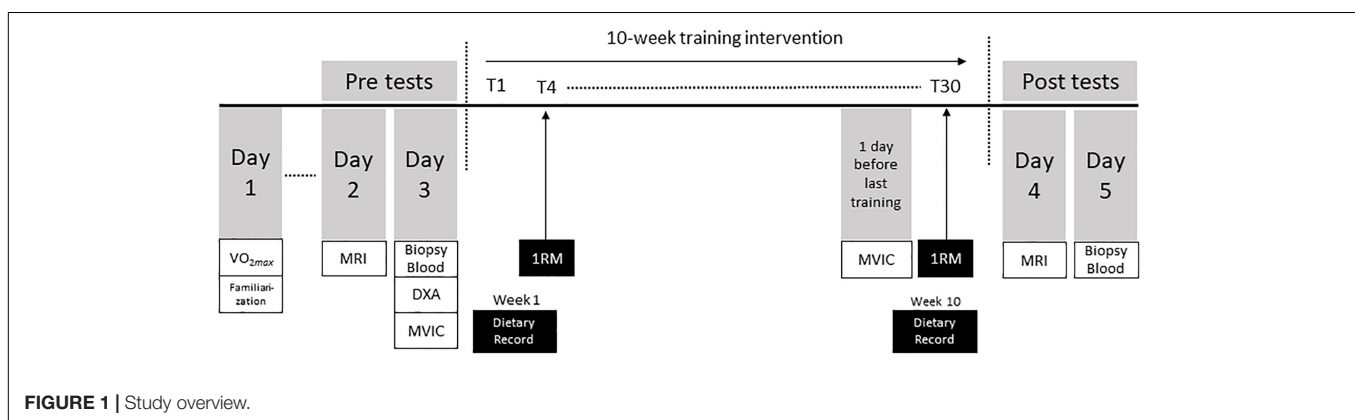 10-week training intervention
Pre tests
T1
T4
T30
Post tests
Day
1
Day
2
Day
3
1 day
before
last
training
Day
4
Day
5
VO2max
Familiari-
zation
MRI
Biopsy
Blood
DXA
MVIC
1RM
MVIC
1RM
MRI
Biopsy
Blood
Week 1
Dietary
Record
Week 10
Dietary
Record
FIGURE 1 | Study overview.